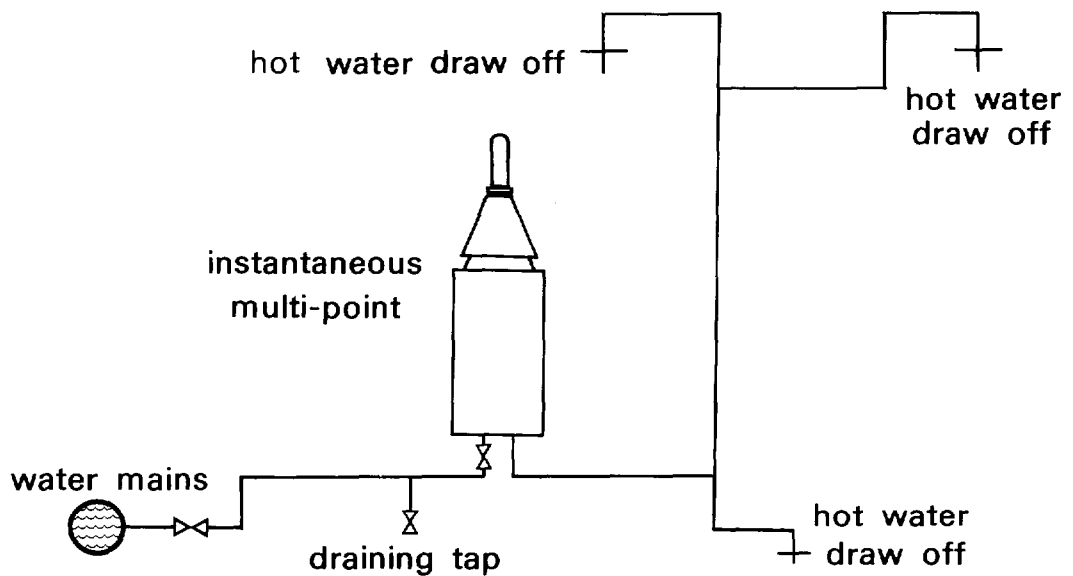 hot water draw off
hot water
draw off
instantaneous
multi-point
water mains
draining tap
hot water
draw off